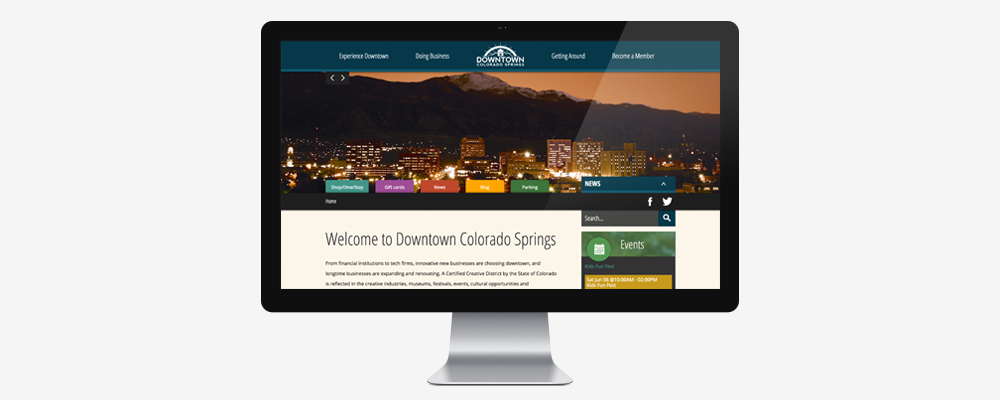 Experience Downtown
Doing Business
DOWNTOWN
COLORADO SPRINGS
Getting Around
Become a Member
Shop/Dine/Stay
Gift cards
News
Blog
Parking
NEWS
Home
Search...
Welcome to Downtown Colorado Springs
From financial institutions to tech firms, innovative new businesses are choosing downtown, and
longtime businesses are expanding and renovating. A Certified Creative District by the State of Colorado
is reflected in the creative industries, museums, festivals, events, cultural opportunities and
Events
Kids Fun Fest
Sat Jun 06 @10:00AM - 02:00PM
Kids Fun Fest